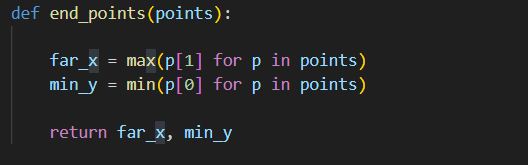 def end_points(points):
far_x = max(p[1] for p in points)
min_y = min(p[0] for p in points)
return far_x, min_y